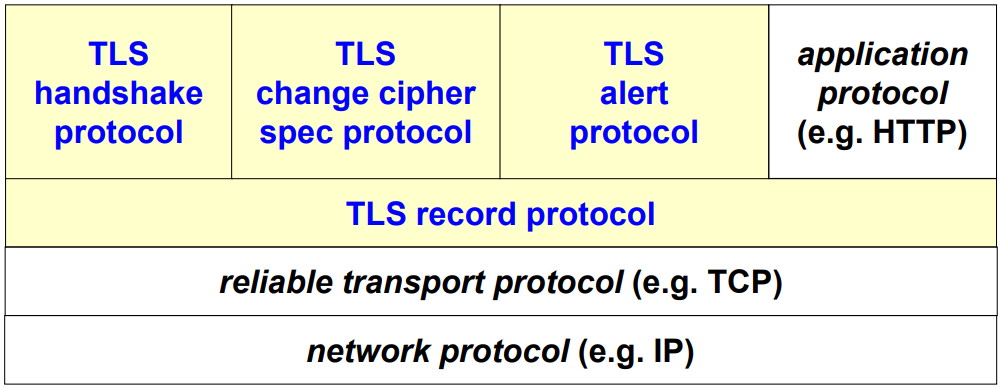 TLS
handshake
protocol
TLS
change cipher
spec protocol
TLS
alert
protocol
application
protocol
(e.g. HTTP)
TLS record protocol
reliable transport protocol (e.g. TCP)
network protocol (e.g. IP)